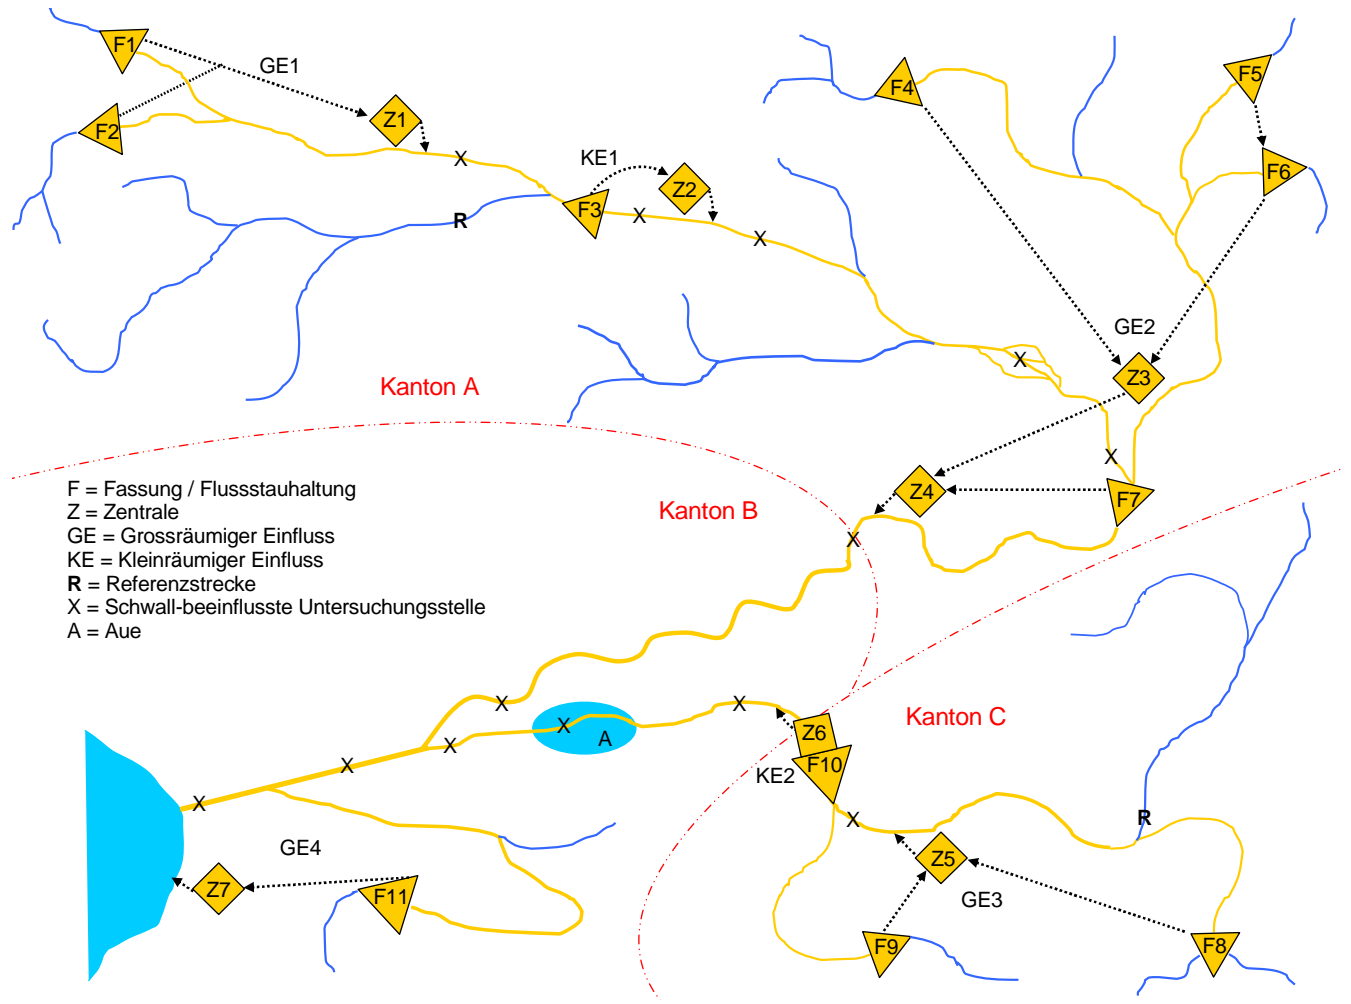 F1
GE1
F2
Z1
X
KE1
Z2
F3
X
R
X
F4
F5
F6
GE2
Z3
X
Kanton A
X
F7
Z4
Kanton B
X
F = Fassung / Flussstauhaltung
Z = Zentrale
GE = Grossräumiger Einfluss
KE = Kleinräumiger Einfluss
R = Referenzstrecke
X = Schwall-beeinflusste Untersuchungsstelle
A = Aue
Kanton C
X
X
X
A
X
Z6
F10
KE2
X
X
X
R
Z5
GE3
F9
F8
GE4
Z7
F11